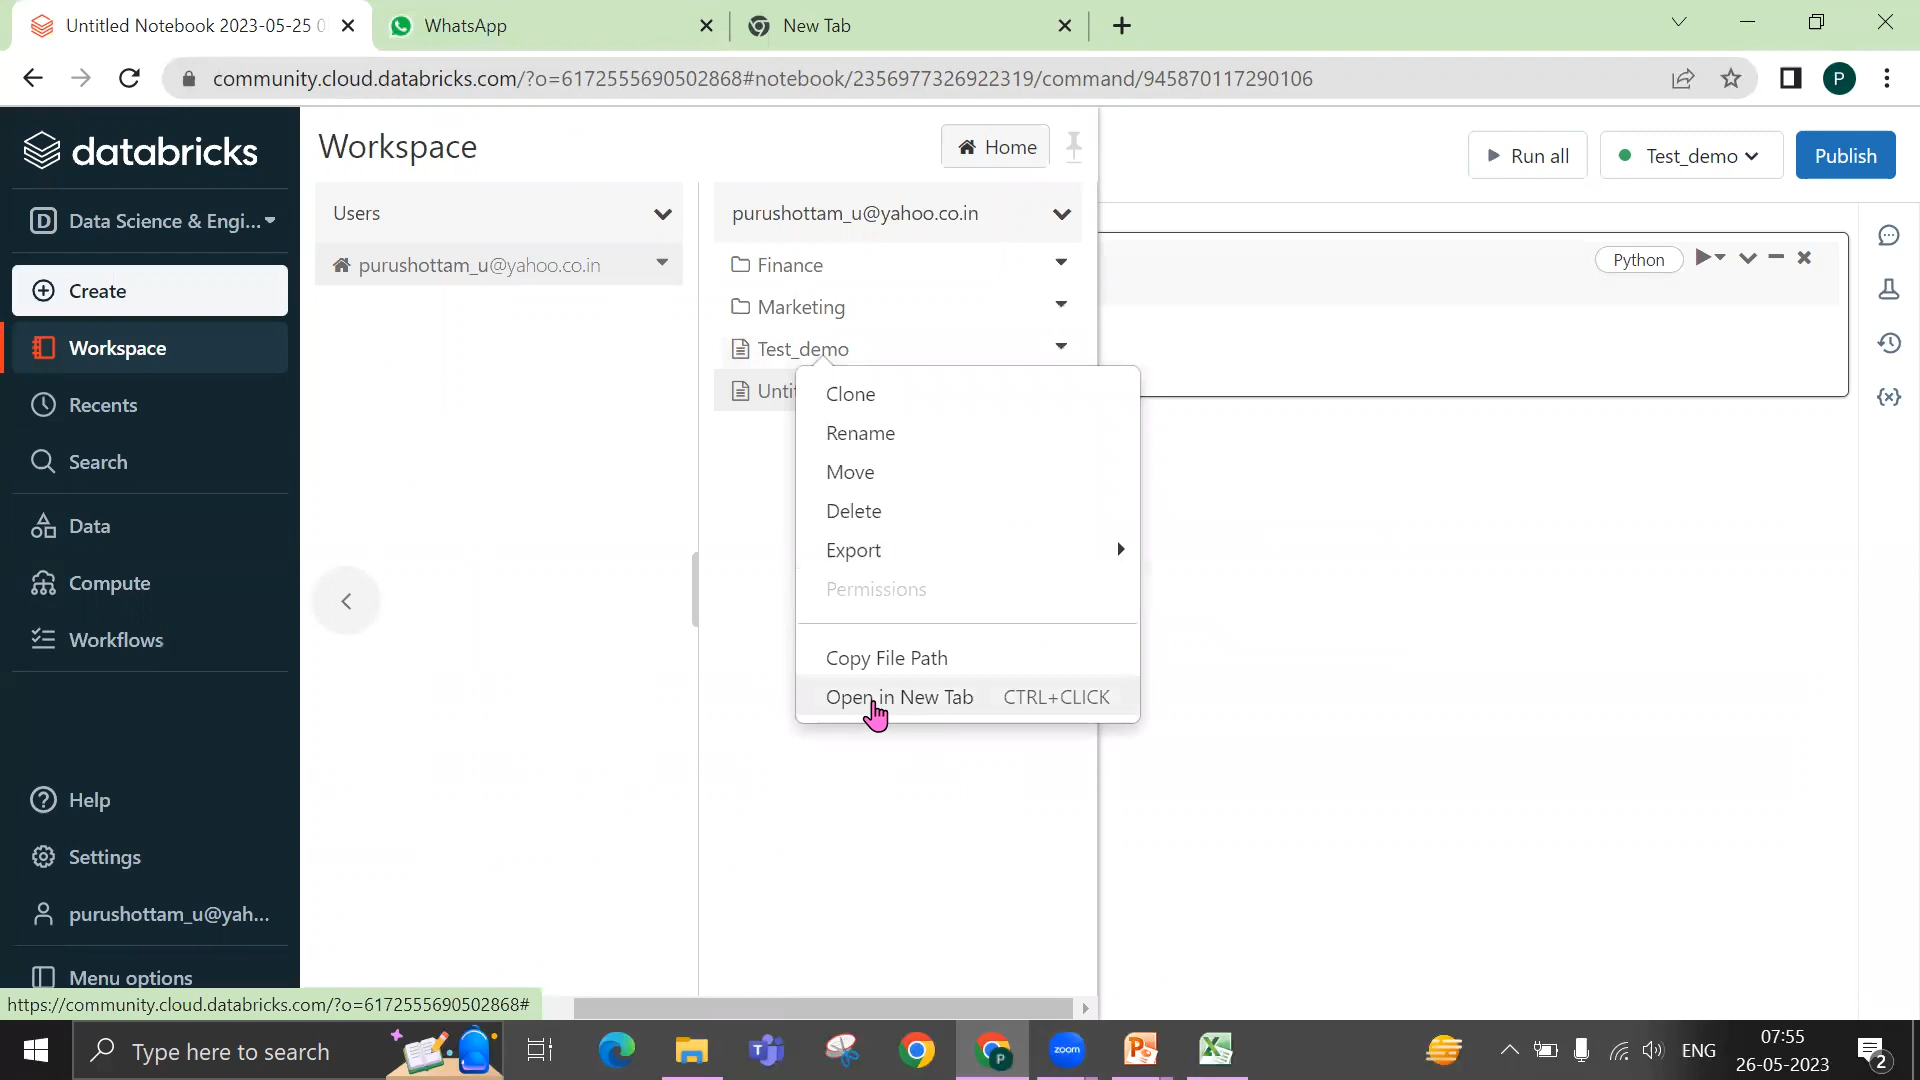 Untitled Notebook 2023-05-25 0
WhatsApp
New Tab
community.cloud.databricks.com/?o=6172555690502868#notebook/2356977326922319/command/945870117290106
P
databricks
Workspace
Home
Run all
Test_demo
Publish
D
Data Science & Engi...
Users
purushottam_u@yahoo.co.in
purushottam_u@yahoo.co.in
Finance
Marketing
Test_demo
Python
Create
Workspace
Recents
Search
Data
Compute
Workflows
Clone
Rename
Move
Delete
Export
Permissions
Copy File Path
Open in New Tab CTRL+CLICK
Help
Settings
purushottam_u@yah...
Menu options
https://community.cloud.databricks.com/?o=6172555690502868#
Type here to search
P
zoom
ENG
07:55
26-05-2023
2